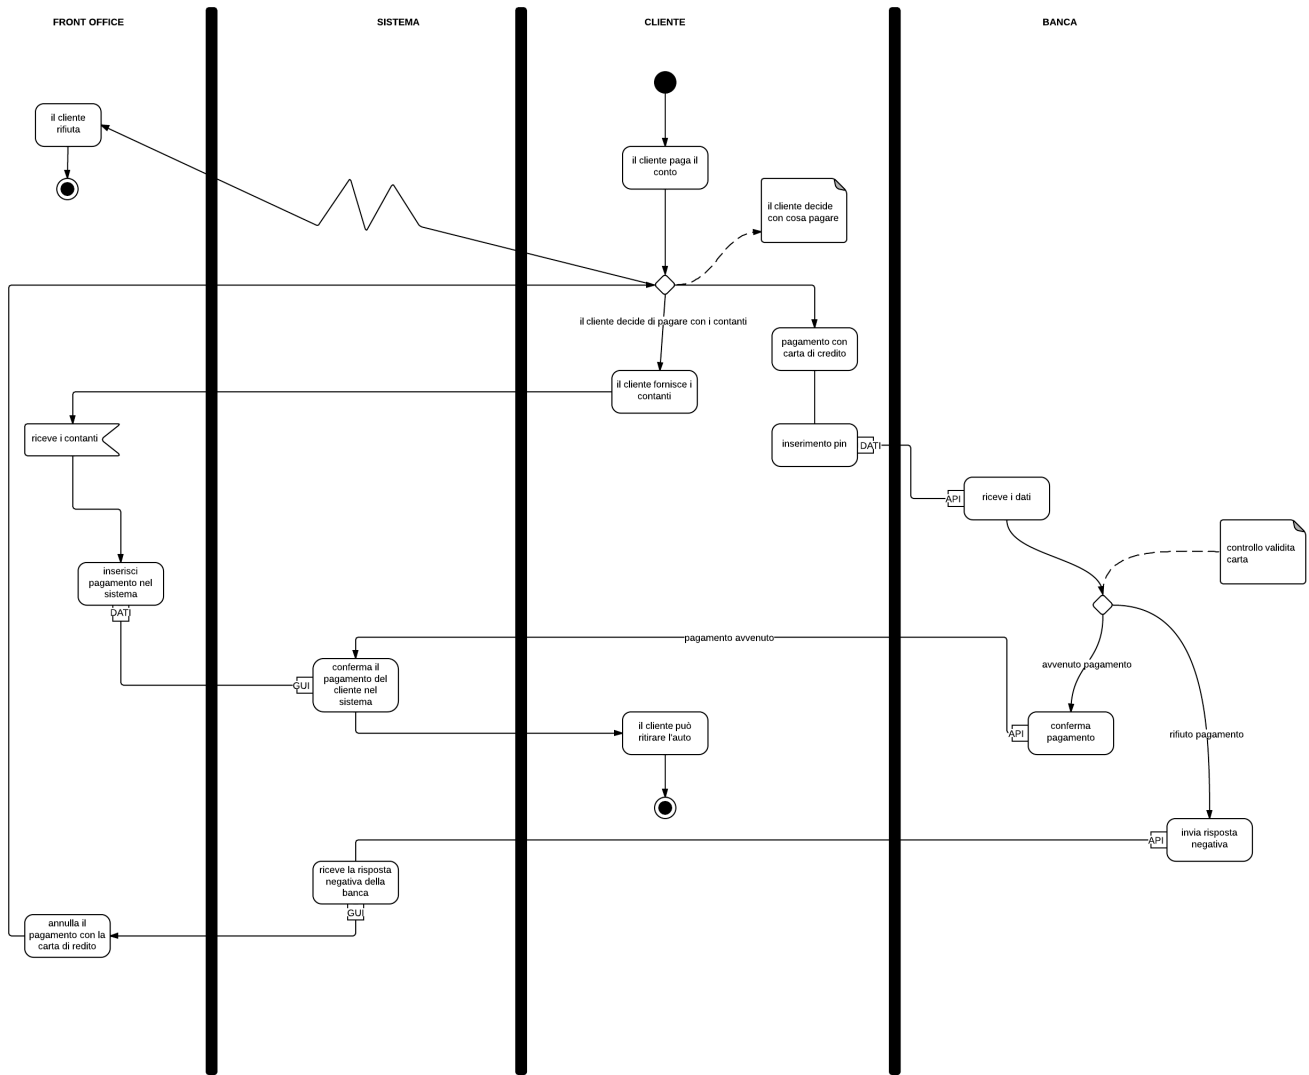 FRONT OFFICE
SISTEMA
CLIENTE
BANCA
il cliente
rifiuta
il cliente paga il
conto
il cliente decide
con cosa pagare
il cliente decide di pagare con i contanti
pagamento con
carta di credito
il cliente fornisce i
contanti
riceve i contanti
inserimento pin
DATI
API
riceve i dati
controllo validita
carta
inserisci
pagamento nel
sistema
DATI
pagamento avvenuto
avvenuto pagamento
conferma il
pagamento del
cliente nel
sistema
GUI
il cliente può
ritirare l'auto
API
conferma
pagamento
rifiuto pagamento
API
invia risposta
negativa
riceve la risposta
negativa della
banca
GUI
annulla il
pagamento con la
carta di redito